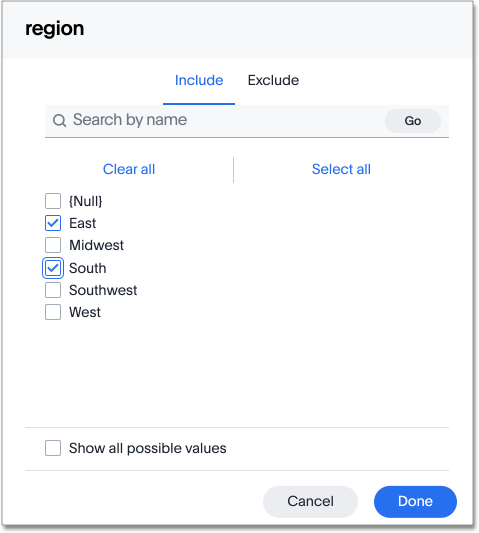 region
Include Exclude
Search by name Go
Clear all Select all
{Null}
East
Midwest
South
Southwest
West
Show all possible values
Cancel Done